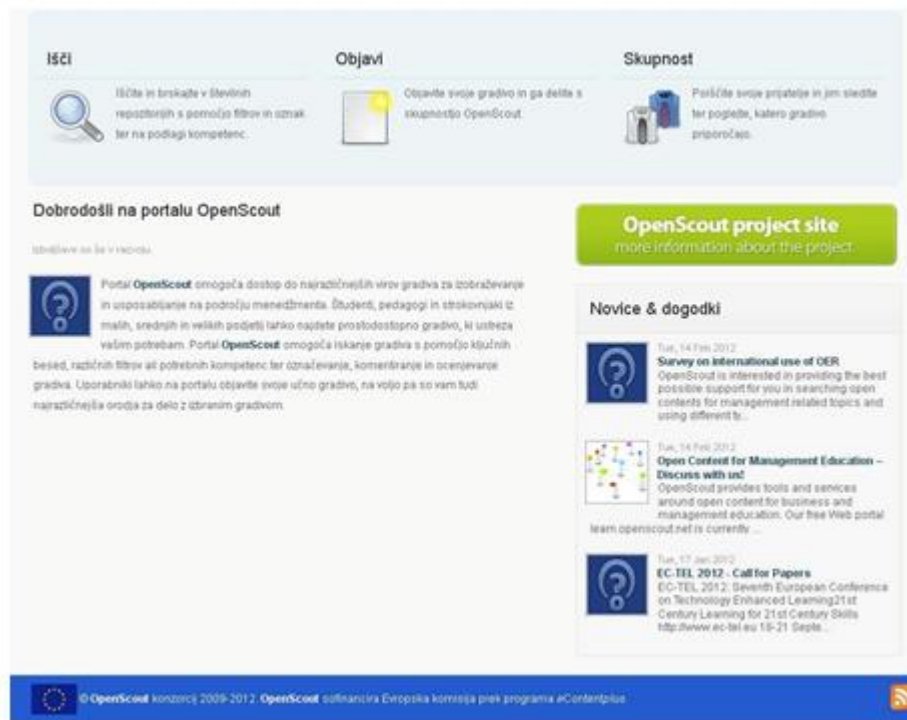 Išči
Iščite in brskajte v številnih
repozitorijih s pomočjo filtrov in oznak
ter na podlagi kompetenc.
Objavi
Objavite svoje gradivo in ga delite s
skupnostjo OpenScout.
Skupnost
Poiščite svoje prijatelje in jim sledite
ter poglejte, katero gradivo
priporočajo.
Dobrodošli na portalu OpenScout
Portal OpenScout omogoča dostop do najrazličnejših virov gradiva za izobraževanje
in usposabljanje na področju menedžmenta. Študenti, pedagogi in strokovnjaki iz
malih, srednjih in velikih podjetij lahko najdete prostodostopno gradivo, ki ustreza
vašim potrebam. Portal OpenScout omogoča iskanje gradiva s pomočjo ključnih
besed, različnih filtrov ali potrebnih kompetenc ter označevanje, komentiranje in ocenjevanje
gradiva. Uporabniki lahko na portalu objavite svoje učno gradivo, na voljo pa so vam tudi
najrazličnejša orodja za delo z izbranim gradivom.
OpenScout project site
more information about the project
Novice & dogodki
Tue, 14 Feb 2012
Survey on international use of OER
OpenScout is interested in providing the best
possible support for you in searching open
contents for management related topics and
using different ty...
Tue, 14 Feb 2012
Open Content for Management Education –
Discuss with us!
OpenScout provides tools and services
around open content for business and
management education. Our free Web portal
learn.openscout.net is currently ...
Tue, 17 Jan 2012
EC-TEL 2012 - Call for Papers
EC-TEL 2012: Seventh European Conference
on Technology Enhanced Learning21st
Century Learning for 21st Century Skills
http://www.ec-tel.eu 18-21 Septe...
© OpenScout konzorcij 2009-2012. OpenScout sofinancira Evropska komisija prek programa eContentplus